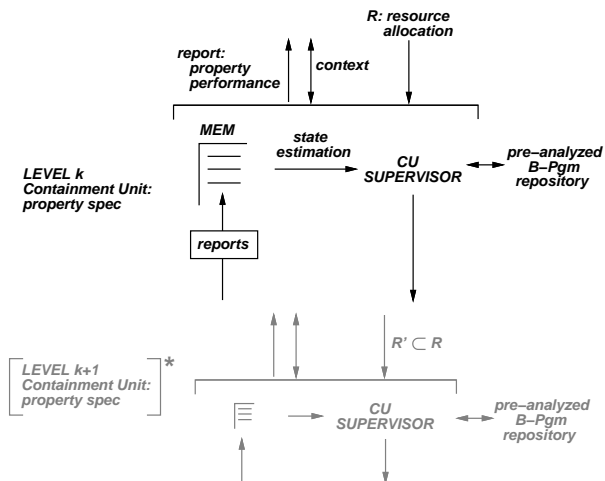 R: resource
allocation
report:
property
performance
context
MEM
state
estimation
LEVEL k
Containment Unit:
property spec
CU
SUPERVISOR
pre–analyzed
B–Pgm
repository
reports
R' ⊂ R
LEVEL k+1
Containment Unit:
property spec
*
CU
SUPERVISOR
pre–analyzed
B–Pgm
repository